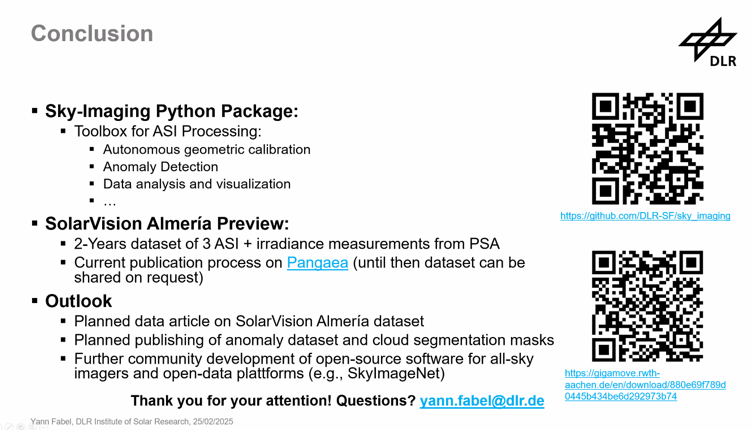 Conclusion
DLR
▪ Sky-Imaging Python Package:
▪ Toolbox for ASI Processing:
▪ Autonomous geometric calibration
▪ Anomaly Detection
▪ Data analysis and visualization
▪ …
https://github.com/DLR-SF/sky_imaging
▪ SolarVision Almería Preview:
▪ 2-Years dataset of 3 ASI + irradiance measurements from PSA
▪ Current publication process on Pangaea (until then dataset can be
shared on request)
▪ Outlook
▪ Planned data article on SolarVision Almería dataset
▪ Planned publishing of anomaly dataset and cloud segmentation masks
▪ Further community development of open-source software for all-sky
imagers and open-data plattforms (e.g., SkyImageNet)
https://gigamove.rwth-
aachen.de/en/download/880e69f789d
0445b434be6d292973b74
Thank you for your attention! Questions? yann.fabel@dlr.de
Yann Fabel, DLR Institute of Solar Research, 25/02/2025